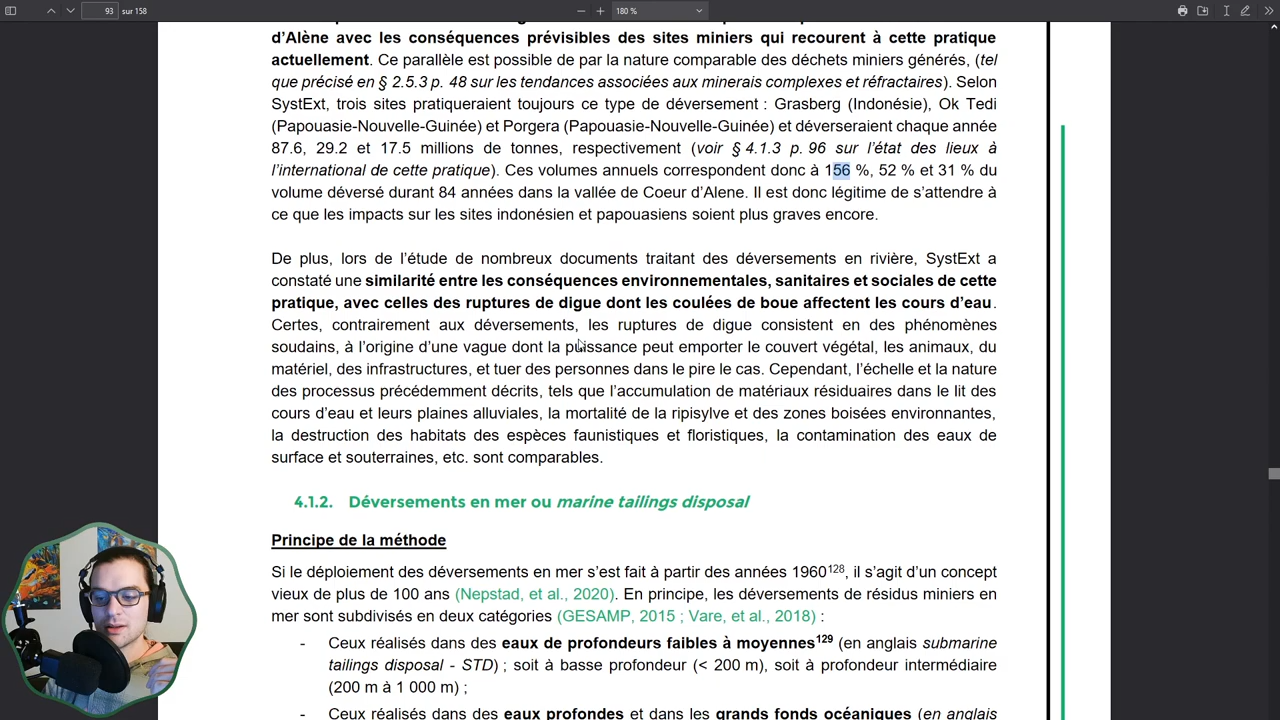 93 sur 158
180 %
d’Alène avec les conséquences prévisibles des sites miniers qui recourent à cette pratique
actuellement. Ce parallèle est possible de par la nature comparable des déchets miniers générés, (tel
que précisé en § 2.5.3 p. 48 sur les tendances associées aux minerais complexes et réfractaires). Selon
SystExt, trois sites pratiqueraient toujours ce type de déversement : Grasberg (Indonésie), Ok Tedi
(Papouasie-Nouvelle-Guinée) et Porgera (Papouasie-Nouvelle-Guinée) et déverseraient chaque année
87.6, 29.2 et 17.5 millions de tonnes, respectivement (voir § 4.1.3 p. 96 sur l’état des lieux à
l’international de cette pratique). Ces volumes annuels correspondent donc à 156 %, 52 % et 31 % du
volume déversé durant 84 années dans la vallée de Coeur d’Alene. Il est donc légitime de s’attendre à
ce que les impacts sur les sites indonésien et papouasiens soient plus graves encore.
De plus, lors de l’étude de nombreux documents traitant des déversements en rivière, SystExt a
constaté une similarité entre les conséquences environnementales, sanitaires et sociales de cette
pratique, avec celles des ruptures de digue dont les coulées de boue affectent les cours d’eau.
Certes, contrairement aux déversements, les ruptures de digue consistent en des phénomènes
soudains, à l’origine d’une vague dont la puissance peut emporter le couvert végétal, les animaux, du
matériel, des infrastructures, et tuer des personnes dans le pire le cas. Cependant, l’échelle et la nature
des processus précédemment décrits, tels que l’accumulation de matériaux résiduaires dans le lit des
cours d’eau et leurs plaines alluviales, la mortalité de la ripisylve et des zones boisées environnantes,
la destruction des habitats des espèces faunistiques et floristiques, la contamination des eaux de
surface et souterraines, etc. sont comparables.
4.1.2. Déversements en mer ou marine tailings disposal
Principe de la méthode
Si le déploiement des déversements en mer s’est fait à partir des années 1960128, il s’agit d’un concept
vieux de plus de 100 ans (Nepstad, et al., 2020). En principe, les déversements de résidus miniers en
mer sont subdivisés en deux catégories (GESAMP, 2015 ; Vare, et al., 2018) :
- Ceux réalisés dans des eaux de profondeurs faibles à moyennes129 (en anglais submarine
tailings disposal - STD) ; soit à basse profondeur (< 200 m), soit à profondeur intermédiaire
(200 m à 1 000 m) ;
- Ceux réalisés dans des eaux profondes et dans les grands fonds océaniques (en anglais